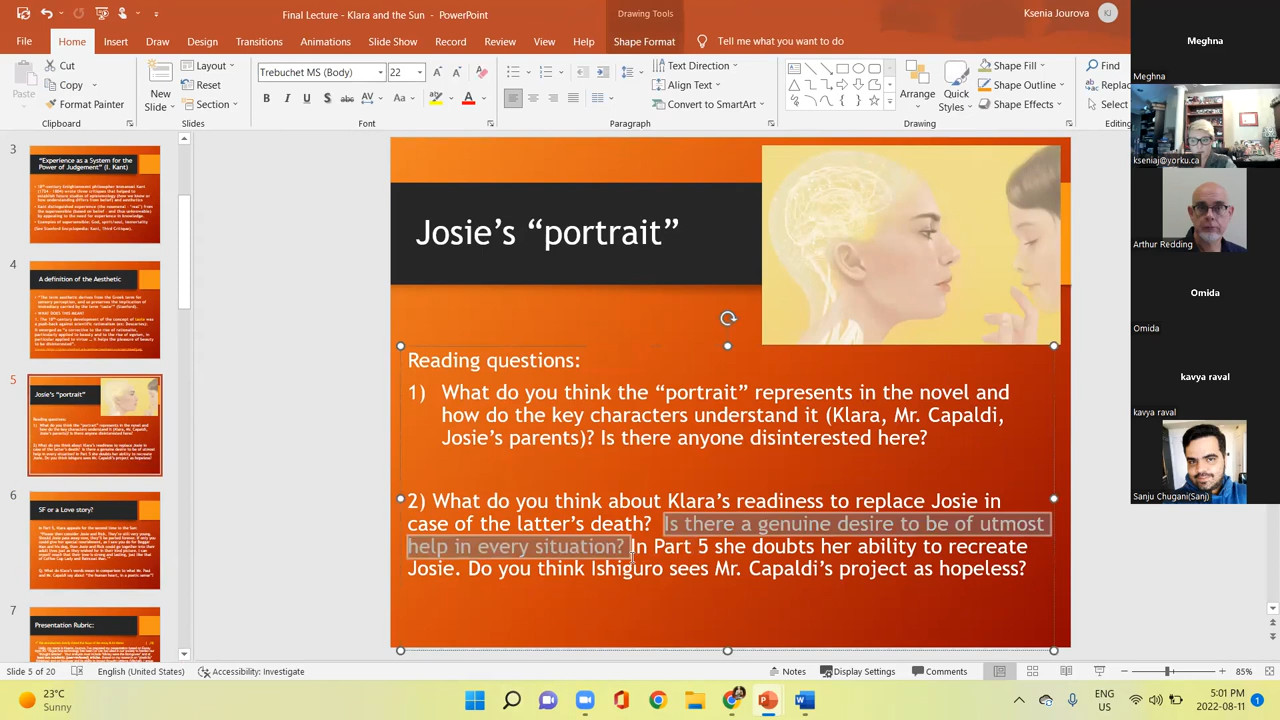 Final Lecture - Klara and the Sun - PowerPoint
Drawing Tools
Ksenia Jourova
KJ
File
Home
Insert
Draw
Design
Transitions
Animations
Slide Show
Record
Review
View
Help
Shape Format
Tell me what you want to do
Paste
Cut
Copy
Format Painter
Clipboard
New
Slide
Layout
Reset
Section
Slides
Trebuchet MS (Body)
22
Font
Text Direction
Align Text
Convert to SmartArt
Paragraph
Arrange
Quick
Styles
Shape Fill
Shape Outline
Shape Effects
Drawing
Find
Replac
Select
Editing
3
"Experience as a System for the
Power of Judgement" (I. Kant)
4
A definition of the Aesthetic
5
Josie's "portrait"
6
SF or a Love story?
7
Presentation Rubric:
Josie's "portrait"
Reading questions:
1) What do you think the "portrait" represents in the novel and
how do the key characters understand it (Klara, Mr. Capaldi,
Josie's parents)? Is there anyone disinterested here?
2) What do you think about Klara's readiness to replace Josie in
case of the latter's death? Is there a genuine desire to be of utmost
help in every situation? In Part 5 she doubts her ability to recreate
Josie. Do you think Ishiguro sees Mr. Capaldi's project as hopeless?
Meghna
Meghna
kseniaj@yorku.ca
Arthur Redding
Omida
Omida
kavya raval
kavya raval
Sanju Chugani(Sanj)
Slide 5 of 20
English (United States)
Accessibility: Investigate
Notes
Display Settings
Comments
85%
23°C
Sunny
ENG
US
5:01 PM
2022-08-11
1